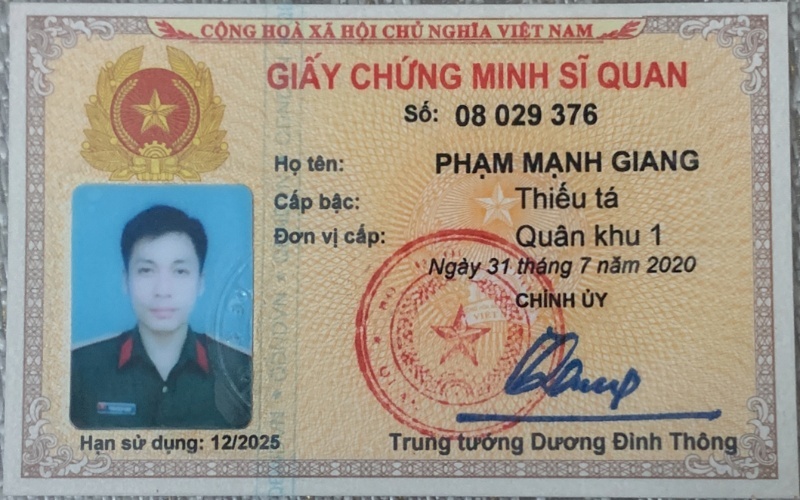 CỘNG HOÀ XÃ HỘI CHỦ NGHĨA VIỆT NAM
GIẤY CHỨNG MINH SĨ QUAN
Số: 08 029 376
Họ tên: PHẠM MẠNH GIANG
Cấp bậc: Thiếu tá
Đơn vị cấp: Quân khu 1
Ngày 31 tháng 7 năm 2020
CHÍNH ỦY
Hạn sử dụng: 12/2025
Trung tướng Dương Đình Thông